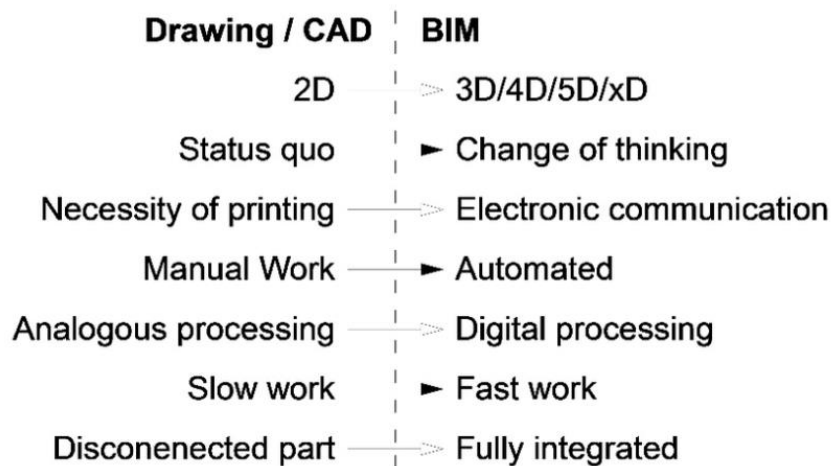 Drawing / CAD BIM
2D 3D/4D/5D/xD
Status quo Change of thinking
Necessity of printing Electronic communication
Manual Work Automated
Analogous processing Digital processing
Slow work Fast work
Disconenected part Fully integrated